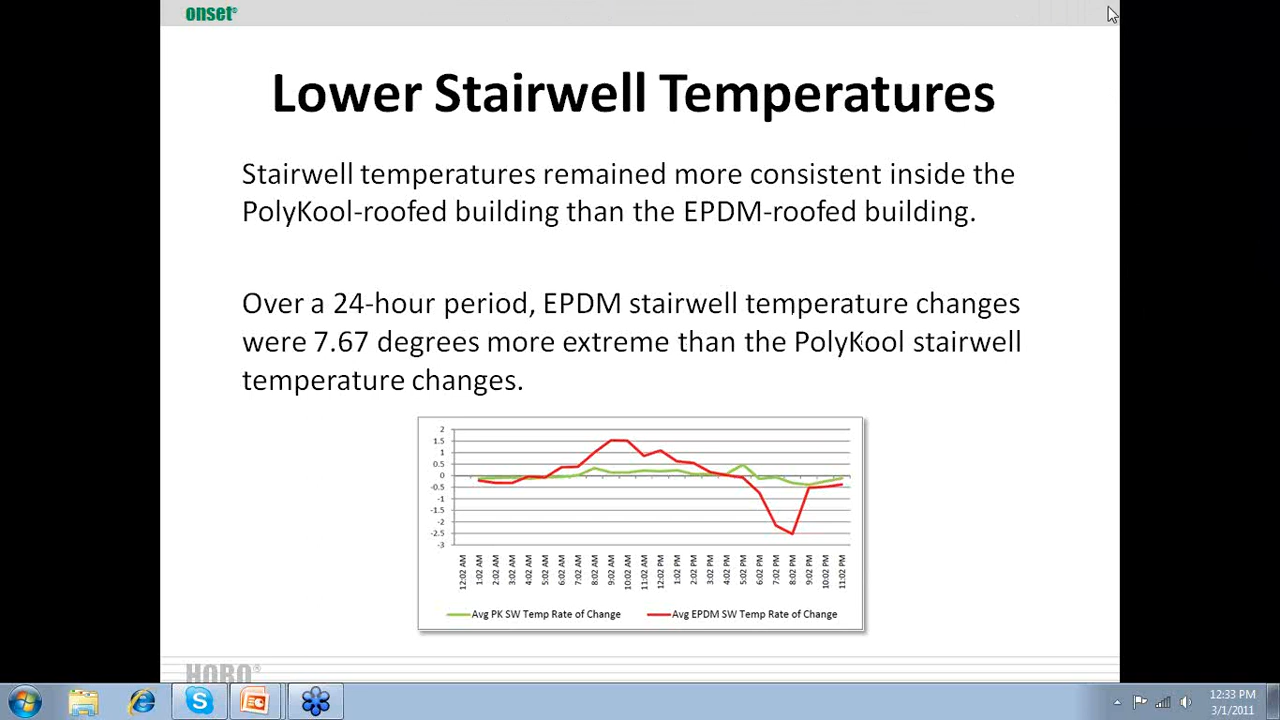 onset®
Lower Stairwell Temperatures
Stairwell temperatures remained more consistent inside the
PolyKool-roofed building than the EPDM-roofed building.
Over a 24-hour period, EPDM stairwell temperature changes
were 7.67 degrees more extreme than the PolyKool stairwell
temperature changes.
2
1.5
1
0.5
0
-0.5
-1
-1.5
-2
-2.5
-3
12:02 AM
1:02 AM
2:02 AM
3:02 AM
4:02 AM
5:02 AM
6:02 AM
7:02 AM
8:02 AM
9:02 AM
10:02 AM
11:02 AM
12:02 PM
1:02 PM
2:02 PM
3:02 PM
4:02 PM
5:02 PM
6:02 PM
7:02 PM
8:02 PM
9:02 PM
10:02 PM
11:02 PM
Avg PK SW Temp Rate of Change
Avg EPDM SW Temp Rate of Change
HOBO®
12:33 PM
3/1/2011